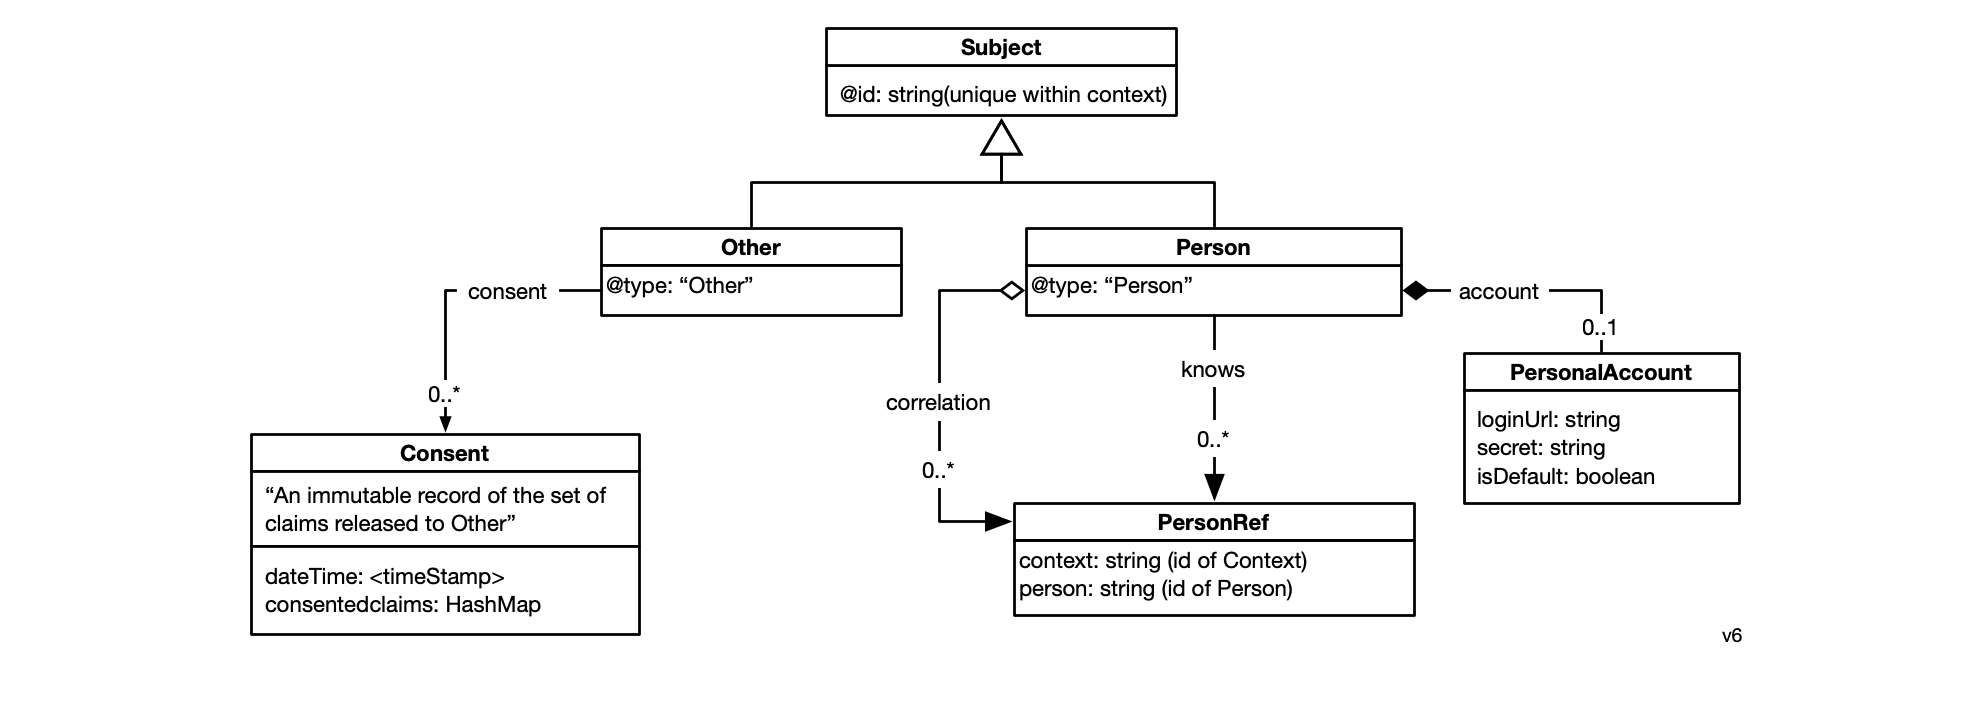 Subject
@id: string(unique within context)
Other
@type: “Other”
Person
@type: “Person”
consent
0..*
account
0..1
knows
0..*
correlation
0..*
PersonalAccount
loginUrl: string
secret: string
isDefault: boolean
Consent
“An immutable record of the set of
claims released to Other”
dateTime: <timeStamp>
consentedclaims: HashMap
PersonRef
context: string (id of Context)
person: string (id of Person)
v6